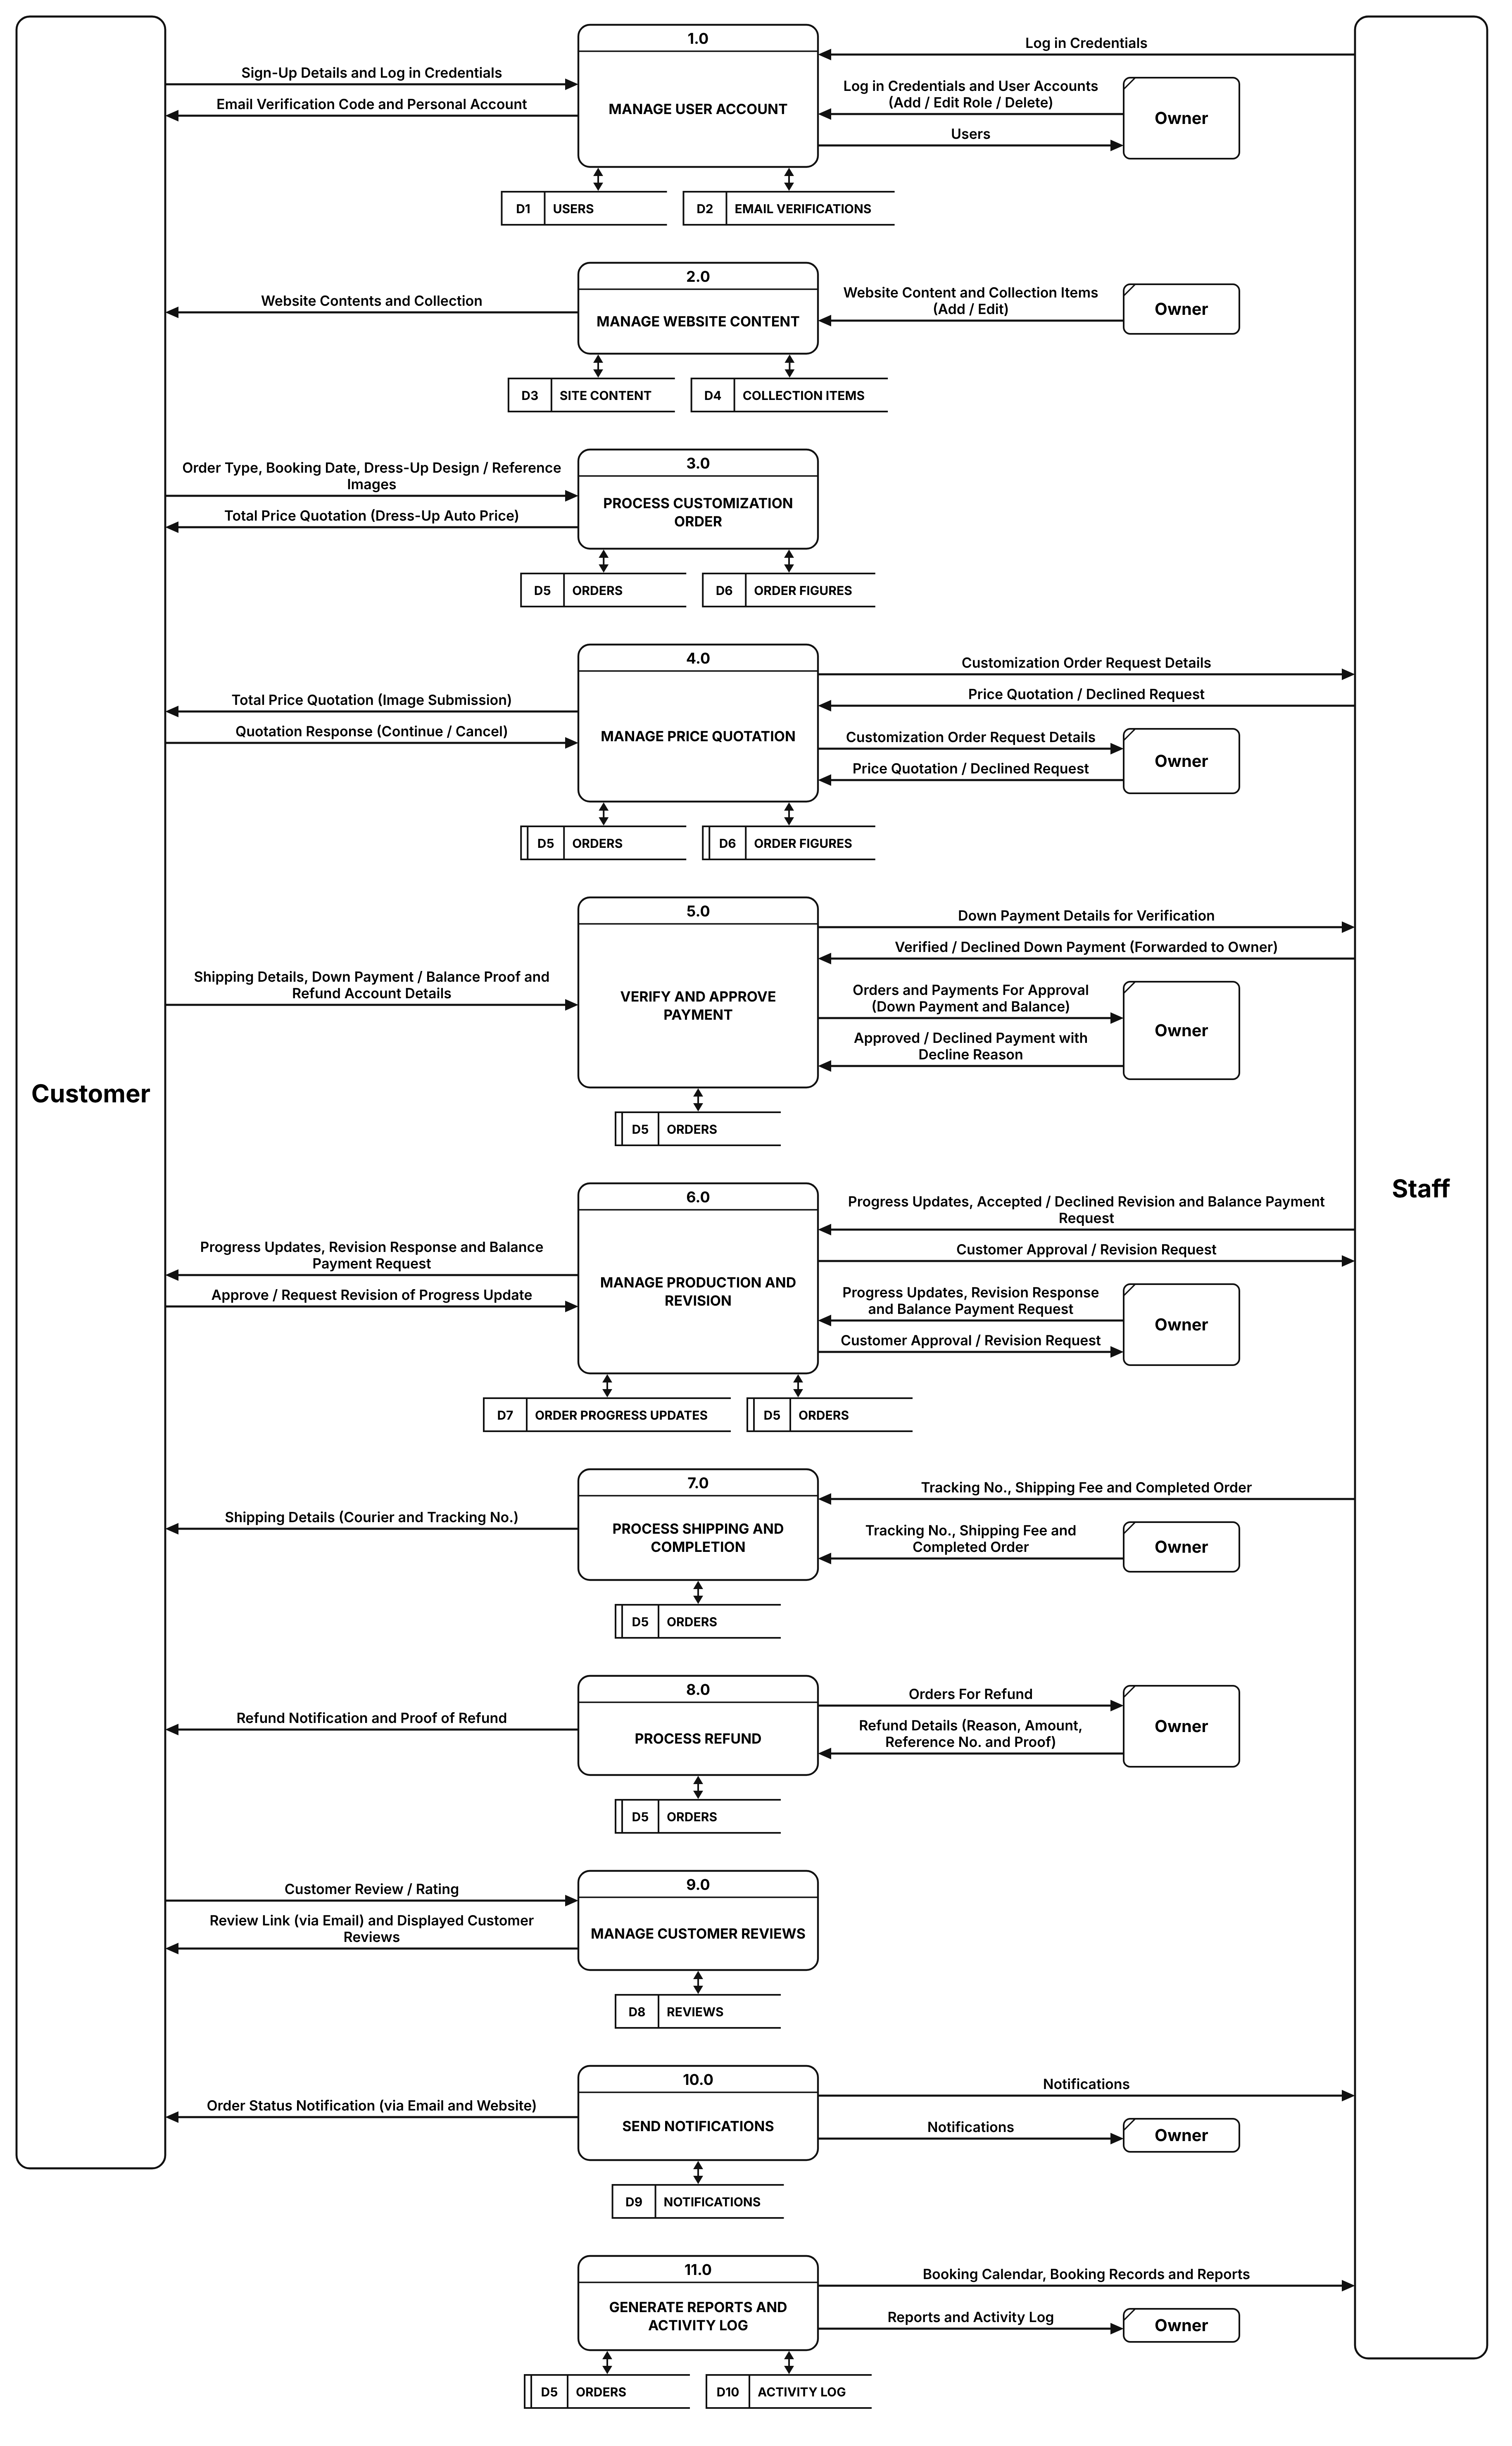 1.0
Log in Credentials
Sign-Up Details and Log in Credentials
Log in Credentials and User Accounts
(Add / Edit Role / Delete)
Email Verification Code and Personal Account
MANAGE USER ACCOUNT
Owner
Users
D1
USERS
D2
EMAIL VERIFICATIONS
2.0
Website Contents and Collection
Website Content and Collection Items
(Add / Edit)
Owner
MANAGE WEBSITE CONTENT
D3
SITE CONTENT
D4
COLLECTION ITEMS
3.0
Order Type, Booking Date, Dress-Up Design / Reference
Images
PROCESS CUSTOMIZATION
ORDER
Total Price Quotation (Dress-Up Auto Price)
D5
ORDERS
D6
ORDER FIGURES
4.0
Customization Order Request Details
Price Quotation / Declined Request
Total Price Quotation (Image Submission)
Quotation Response (Continue / Cancel)
MANAGE PRICE QUOTATION
Customization Order Request Details
Owner
Price Quotation / Declined Request
D5
ORDERS
D6
ORDER FIGURES
5.0
Down Payment Details for Verification
Verified / Declined Down Payment (Forwarded to Owner)
Shipping Details, Down Payment / Balance Proof and
Refund Account Details
VERIFY AND APPROVE
PAYMENT
Orders and Payments For Approval
(Down Payment and Balance)
Owner
Approved / Declined Payment with
Decline Reason
Customer
D5
ORDERS
6.0
Staff
Progress Updates, Accepted / Declined Revision and Balance Payment
Request
Customer Approval / Revision Request
Progress Updates, Revision Response and Balance
Payment Request
Approve / Request Revision of Progress Update
MANAGE PRODUCTION AND
REVISION
Progress Updates, Revision Response
and Balance Payment Request
Owner
Customer Approval / Revision Request
D7
ORDER PROGRESS UPDATES
D5
ORDERS
7.0
Tracking No., Shipping Fee and Completed Order
Shipping Details (Courier and Tracking No.)
PROCESS SHIPPING AND
COMPLETION
Tracking No., Shipping Fee and
Completed Order
Owner
D5
ORDERS
8.0
Orders For Refund
Refund Notification and Proof of Refund
Refund Details (Reason, Amount,
Reference No. and Proof)
Owner
PROCESS REFUND
D5
ORDERS
9.0
Customer Review / Rating
Review Link (via Email) and Displayed Customer
Reviews
MANAGE CUSTOMER REVIEWS
D8
REVIEWS
10.0
Notifications
Order Status Notification (via Email and Website)
SEND NOTIFICATIONS
Notifications
Owner
D9
NOTIFICATIONS
11.0
Booking Calendar, Booking Records and Reports
GENERATE REPORTS AND
ACTIVITY LOG
Reports and Activity Log
Owner
D5
ORDERS
D10
ACTIVITY LOG